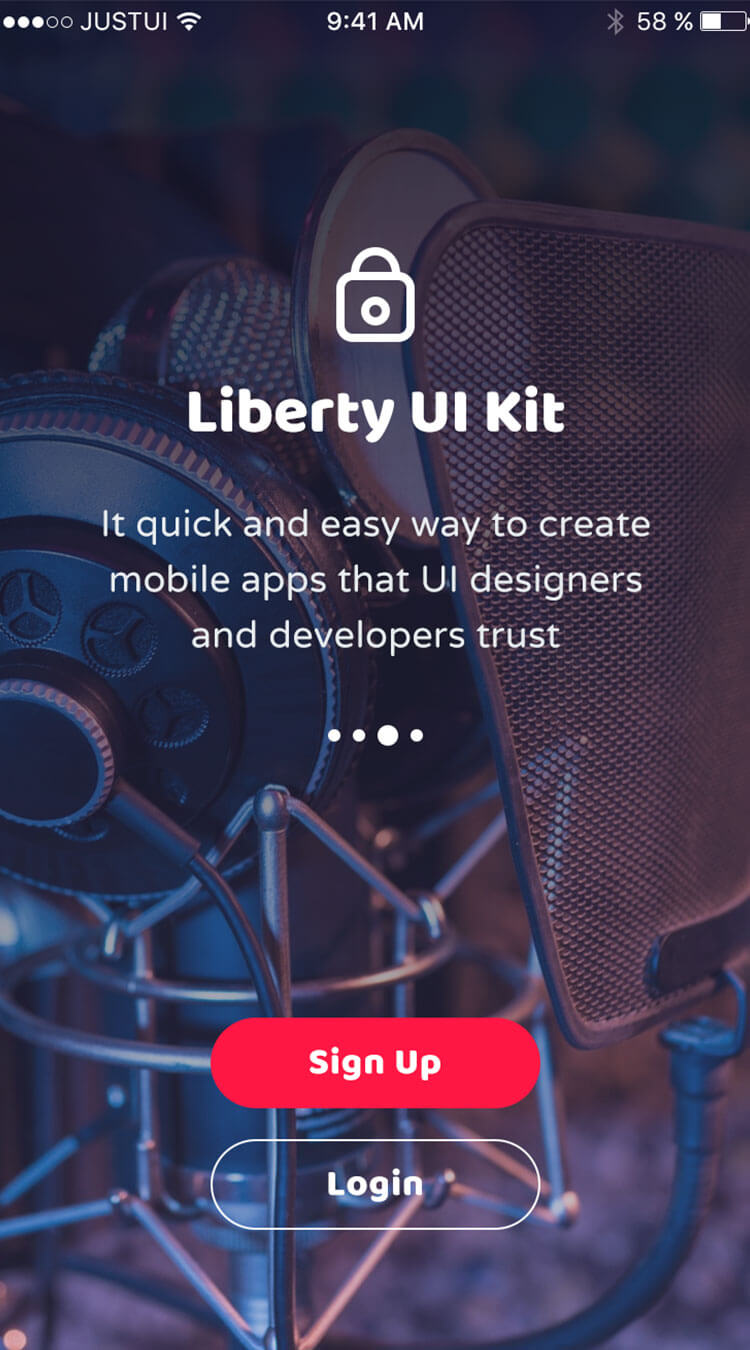 JUSTUI 9:41 AM 58 %
Liberty UI Kit
It quick and easy way to create
mobile apps that UI designers
and developers trust
Sign Up
Login